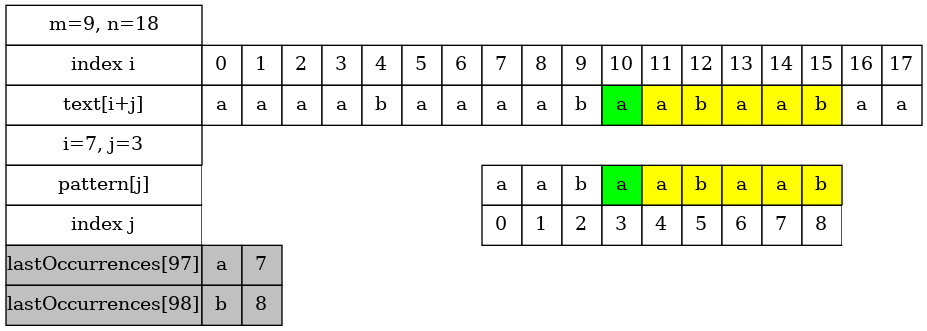 m=9, n=18
index i 0 1 2 3 4 5 6 7 8 9 10 11 12 13 14 15 16 17
text[i+j] a a a a b a a a a b a a b a a b a a
i=7, j=3
pattern[j] a a b a a b a a b
index j 0 1 2 3 4 5 6 7 8
lastOccurrences[97] a 7
lastOccurrences[98] b 8